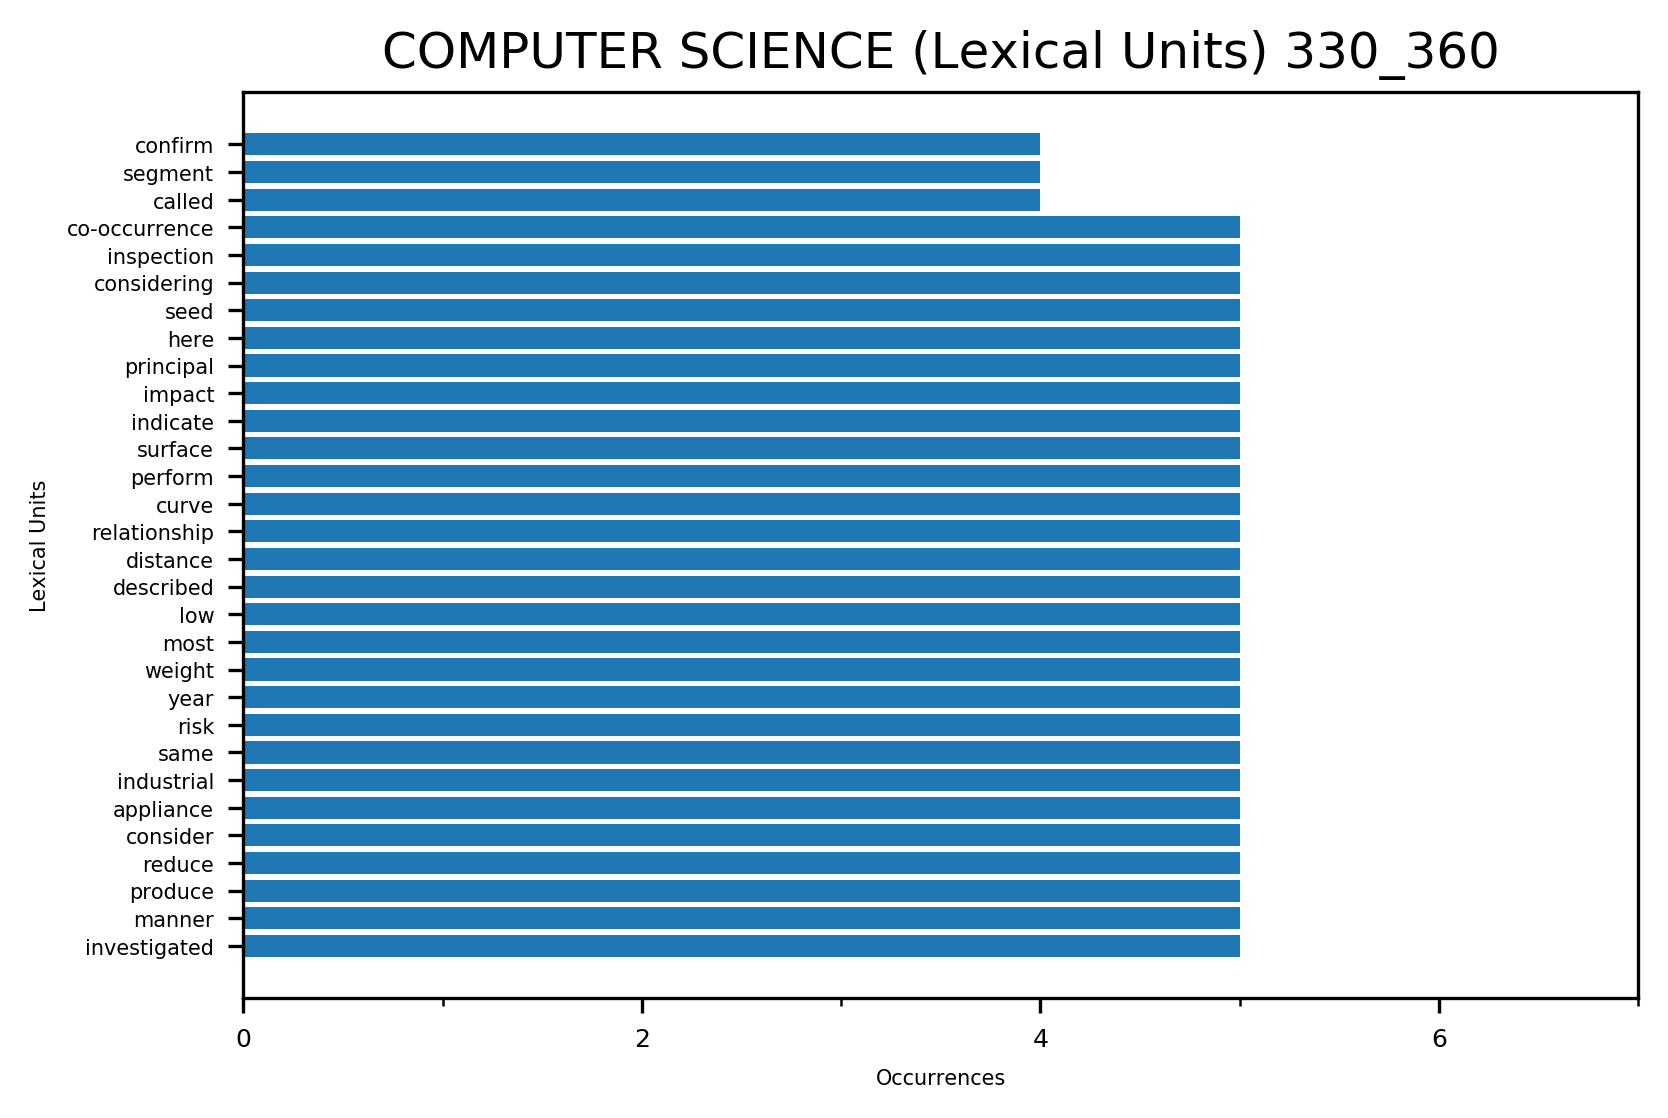 COMPUTER SCIENCE (Lexical Units) 330_360
confirm
segment
called
co-occurrence
inspection
considering
seed
here
principal
impact
indicate
surface
perform
curve
relationship
distance
described
low
most
weight
year
risk
same
industrial
appliance
consider
reduce
produce
manner
investigated
Lexical Units
0 2 4 6
Occurrences